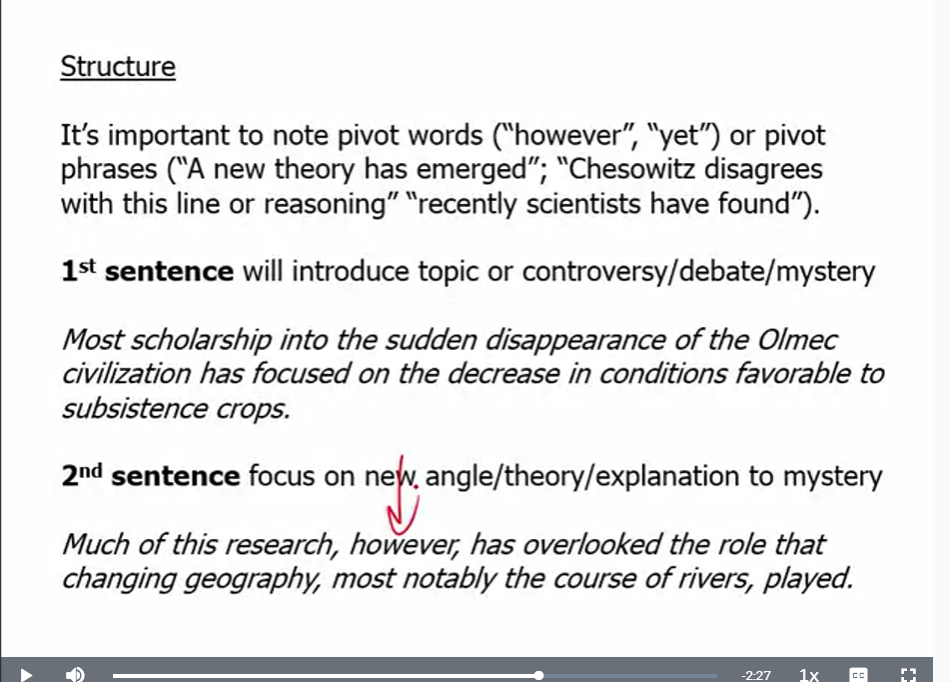 Structure
It's important to note pivot words (“however”, “yet”) or pivot
phrases (“A new theory has emerged”; “Chesowitz disagrees
with this line or reasoning” “recently scientists have found”).
1st sentence will introduce topic or controversy/debate/mystery
Most scholarship into the sudden disappearance of the Olmec
civilization has focused on the decrease in conditions favorable to
subsistence crops.
2nd sentence focus on new angle/theory/explanation to mystery
Much of this research, however, has overlooked the role that
changing geography, most notably the course of rivers, played.
-2:27 1x CC